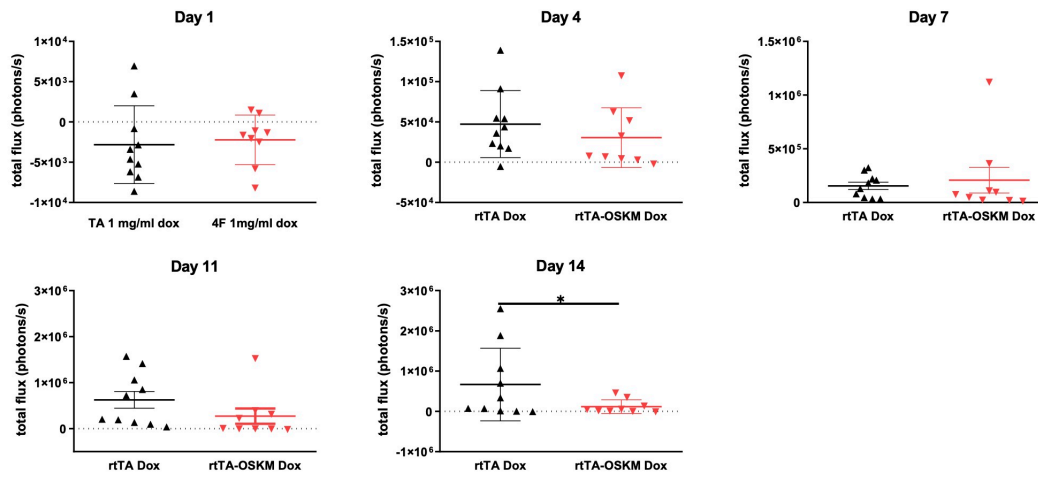 Day 1
total flux (photons/s)
1×10⁴
5×10³
0
-5×10³
-1×10⁴
TA 1 mg/ml dox
4F 1mg/ml dox
Day 4
total flux (photons/s)
1.5×10⁵
1×10⁵
5×10⁴
0
-5×10⁴
rtTA Dox
rtTA-OSKM Dox
Day 7
total flux (photons/s)
1.5×10⁶
1×10⁶
5×10⁵
0
rtTA Dox
rtTA-OSKM Dox
Day 11
total flux (photons/s)
3×10⁶
2×10⁶
1×10⁶
0
rtTA Dox
rtTA-OSKM Dox
Day 14
total flux (photons/s)
3×10⁶
2×10⁶
1×10⁶
0
-1×10⁶
*
rtTA Dox
rtTA-OSKM Dox